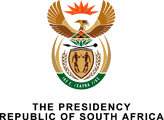 THE PRESIDENCY
REPUBLIC OF SOUTH AFRICA